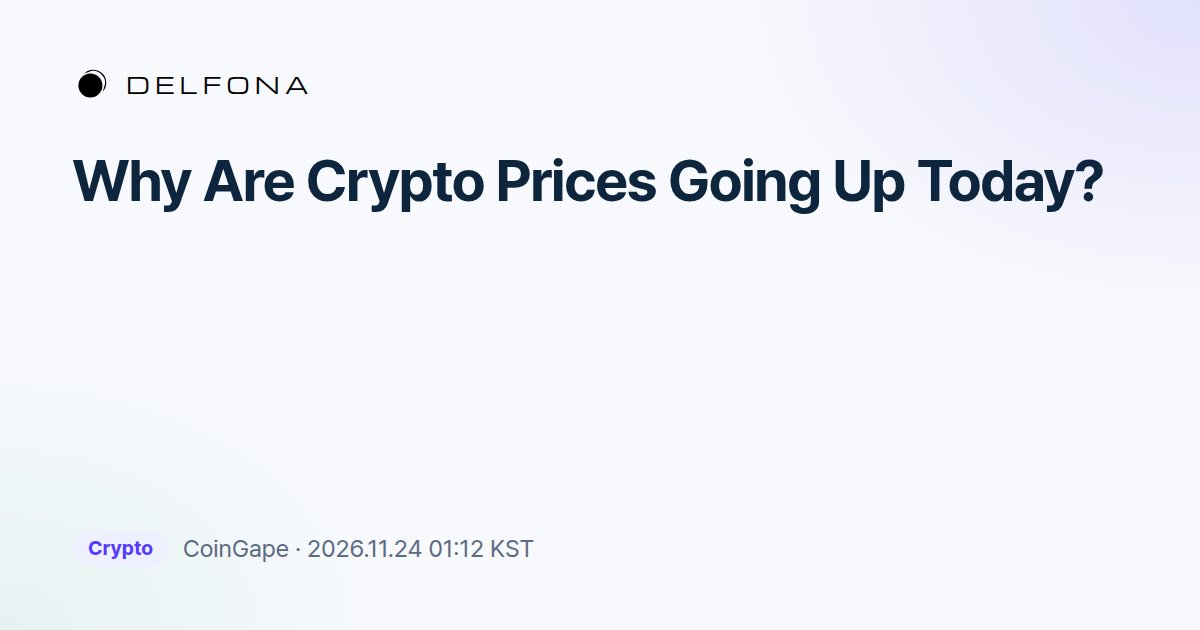 DELFONA
Why Are Crypto Prices Going Up Today?
Crypto CoinGape · 2026.11.24 01:12 KST